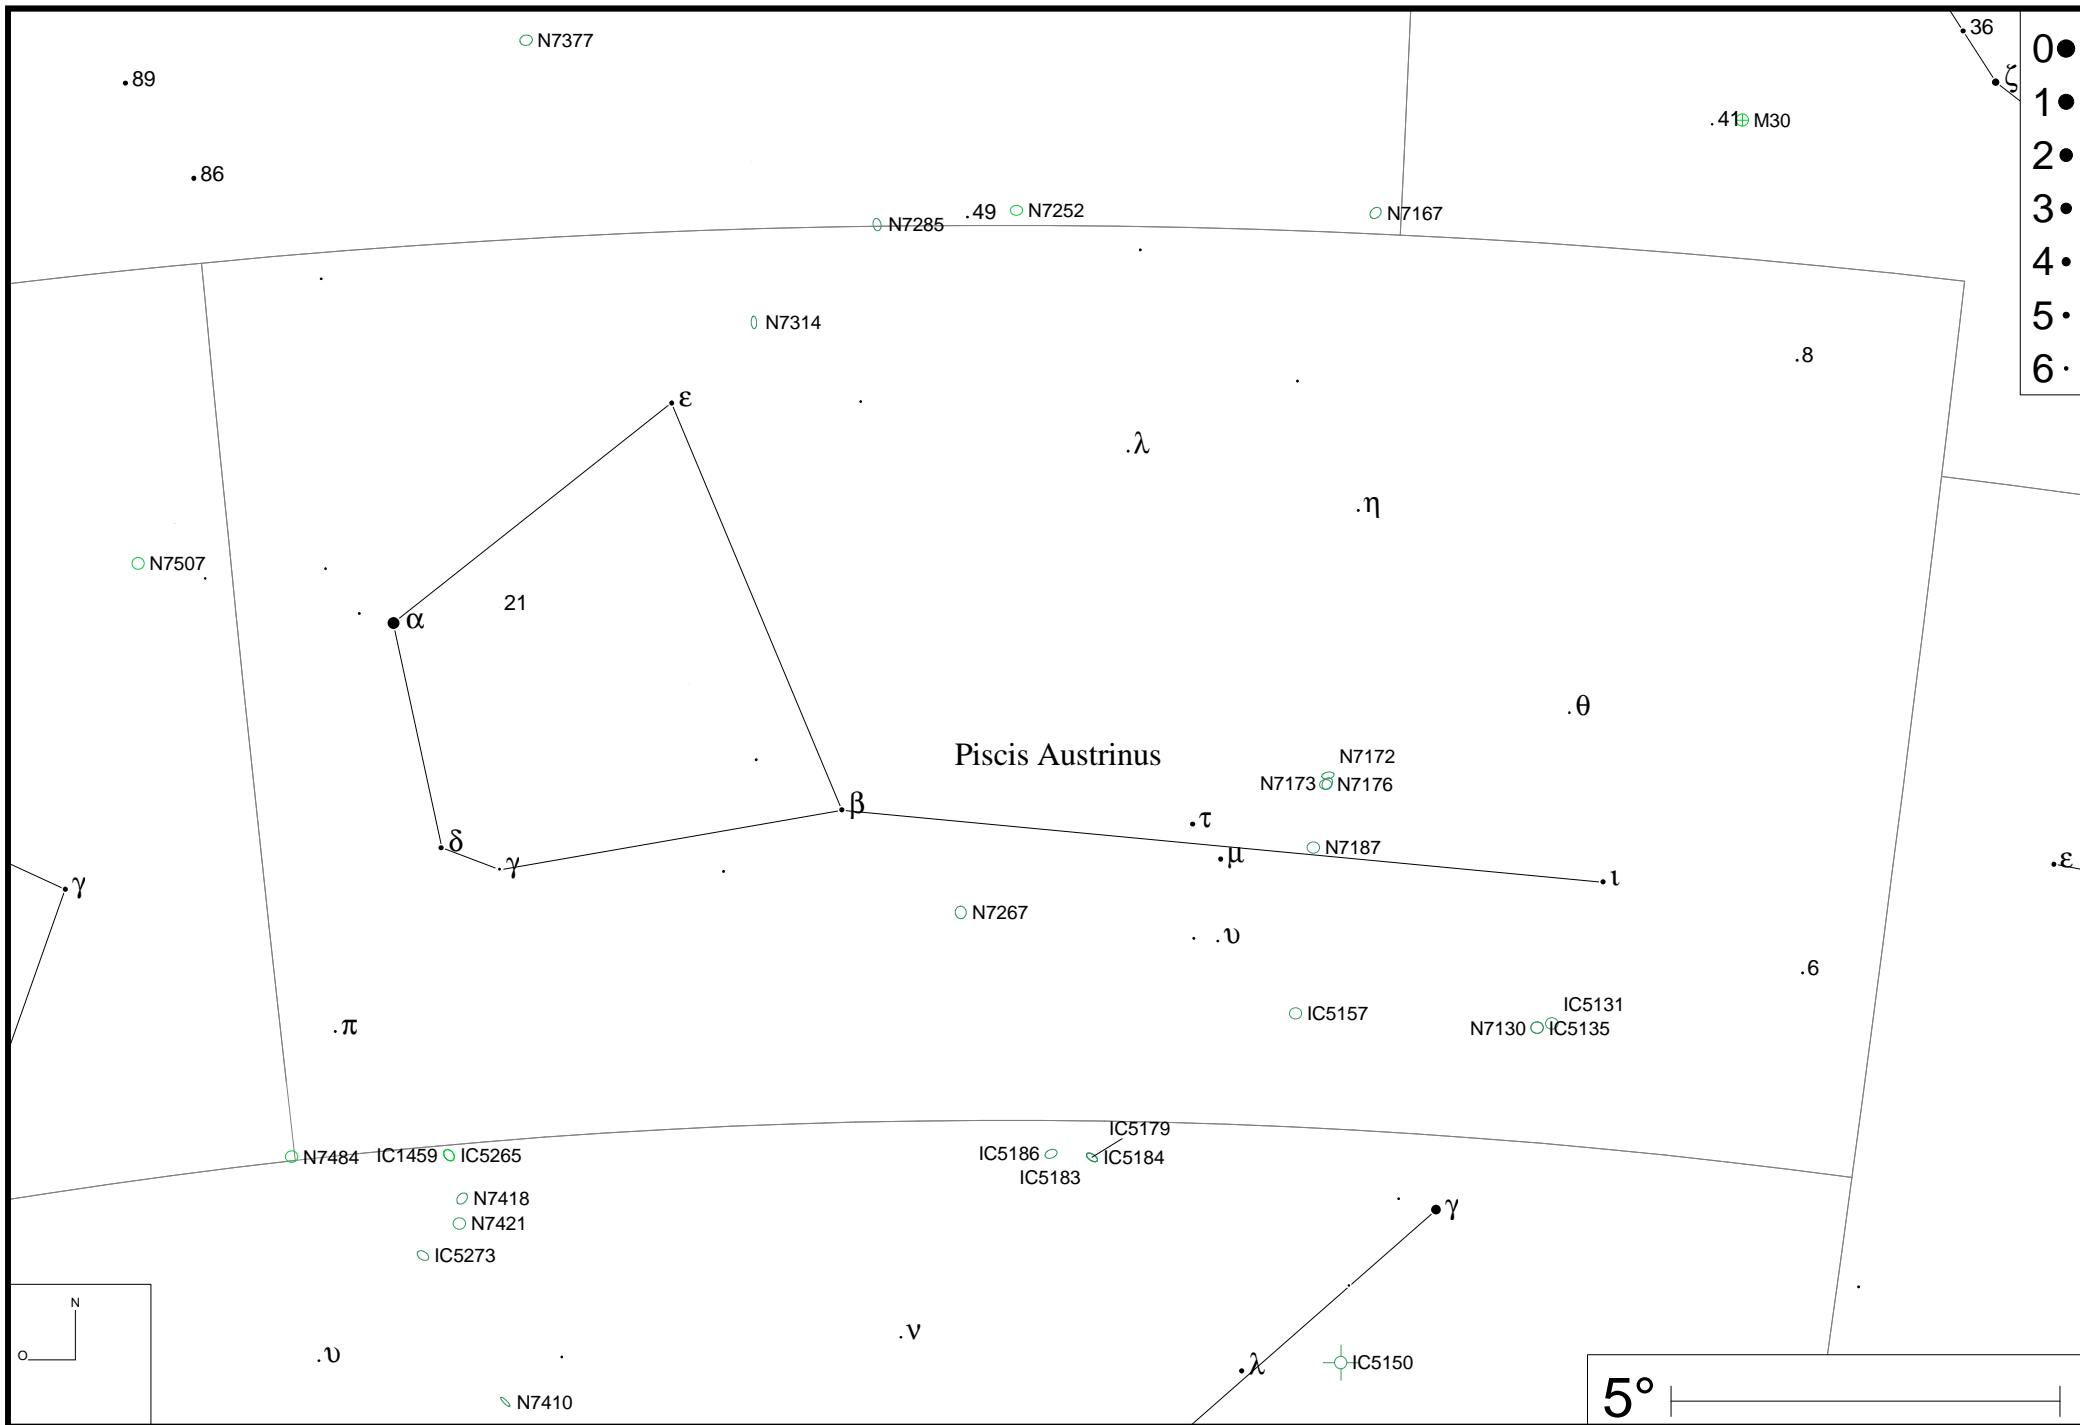 36
N7377
0
ζ
89
1
.41
M30
2
86
3
.49
N7252
N7167
N7285
4
5
N7314
.8
6
ε
.λ
.η
N7507
21
α
.θ
Piscis Austrinus
N7172
N7173
N7176
β
τ
δ
N7187
μ
γ
ι
ε
γ
N7267
.υ
.6
IC5131
IC5157
N7130
IC5135
.π
IC5179
N7484
IC1459
IC5265
IC5186
IC5184
IC5183
N7418
γ
N7421
IC5273
N
.ν
O
.υ
λ
IC5150
5°
N7410